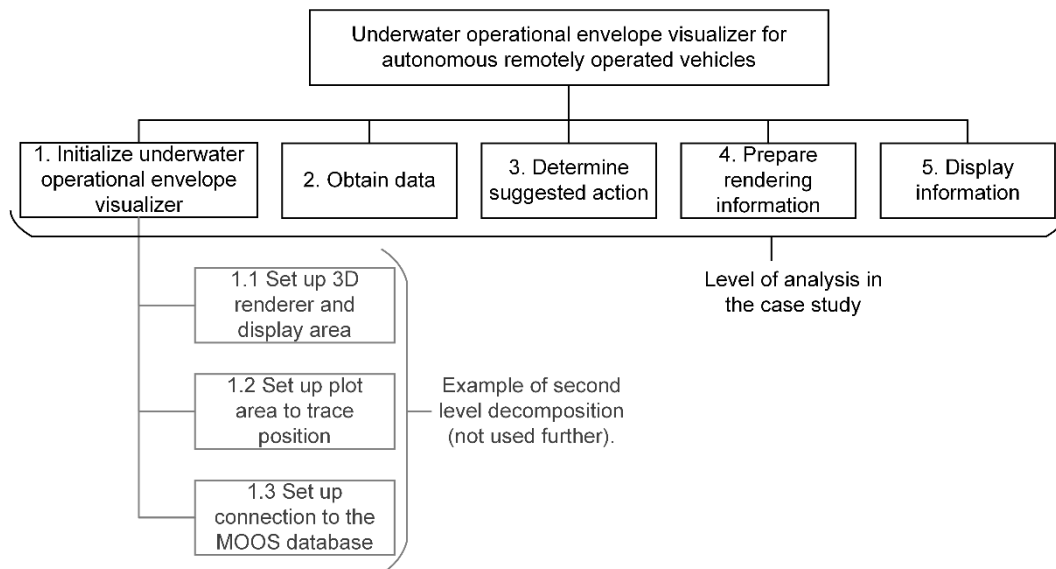 Underwater operational envelope visualizer for
autonomous remotely operated vehicles
1. Initialize underwater
operational envelope
visualizer
2. Obtain data
3. Determine
suggested action
4. Prepare
rendering
information
5. Display
information
Level of analysis in
the case study
1.1 Set up 3D
renderer and
display area
1.2 Set up plot
area to trace
position
1.3 Set up
connection to the
MOOS database
Example of second
level decomposition
(not used further).